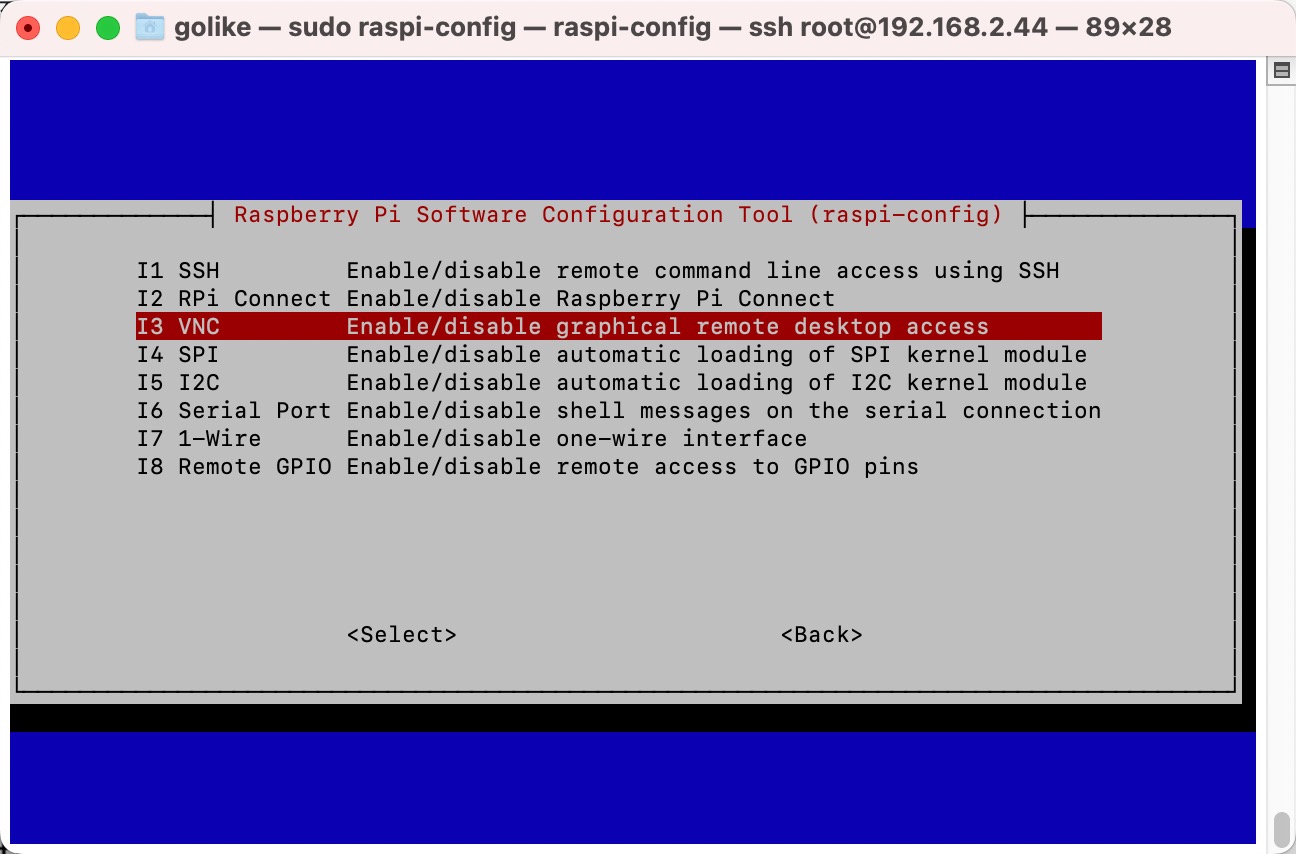 golike — sudo raspi-config — raspi-config — ssh root@192.168.2.44 — 89×28
Raspberry Pi Software Configuration Tool (raspi-config)
I1 SSH Enable/disable remote command line access using SSH
I2 RPi Connect Enable/disable Raspberry Pi Connect
I3 VNC Enable/disable graphical remote desktop access
I4 SPI Enable/disable automatic loading of SPI kernel module
I5 I2C Enable/disable automatic loading of I2C kernel module
I6 Serial Port Enable/disable shell messages on the serial connection
I7 1-Wire Enable/disable one-wire interface
I8 Remote GPIO Enable/disable remote access to GPIO pins
<Select> <Back>